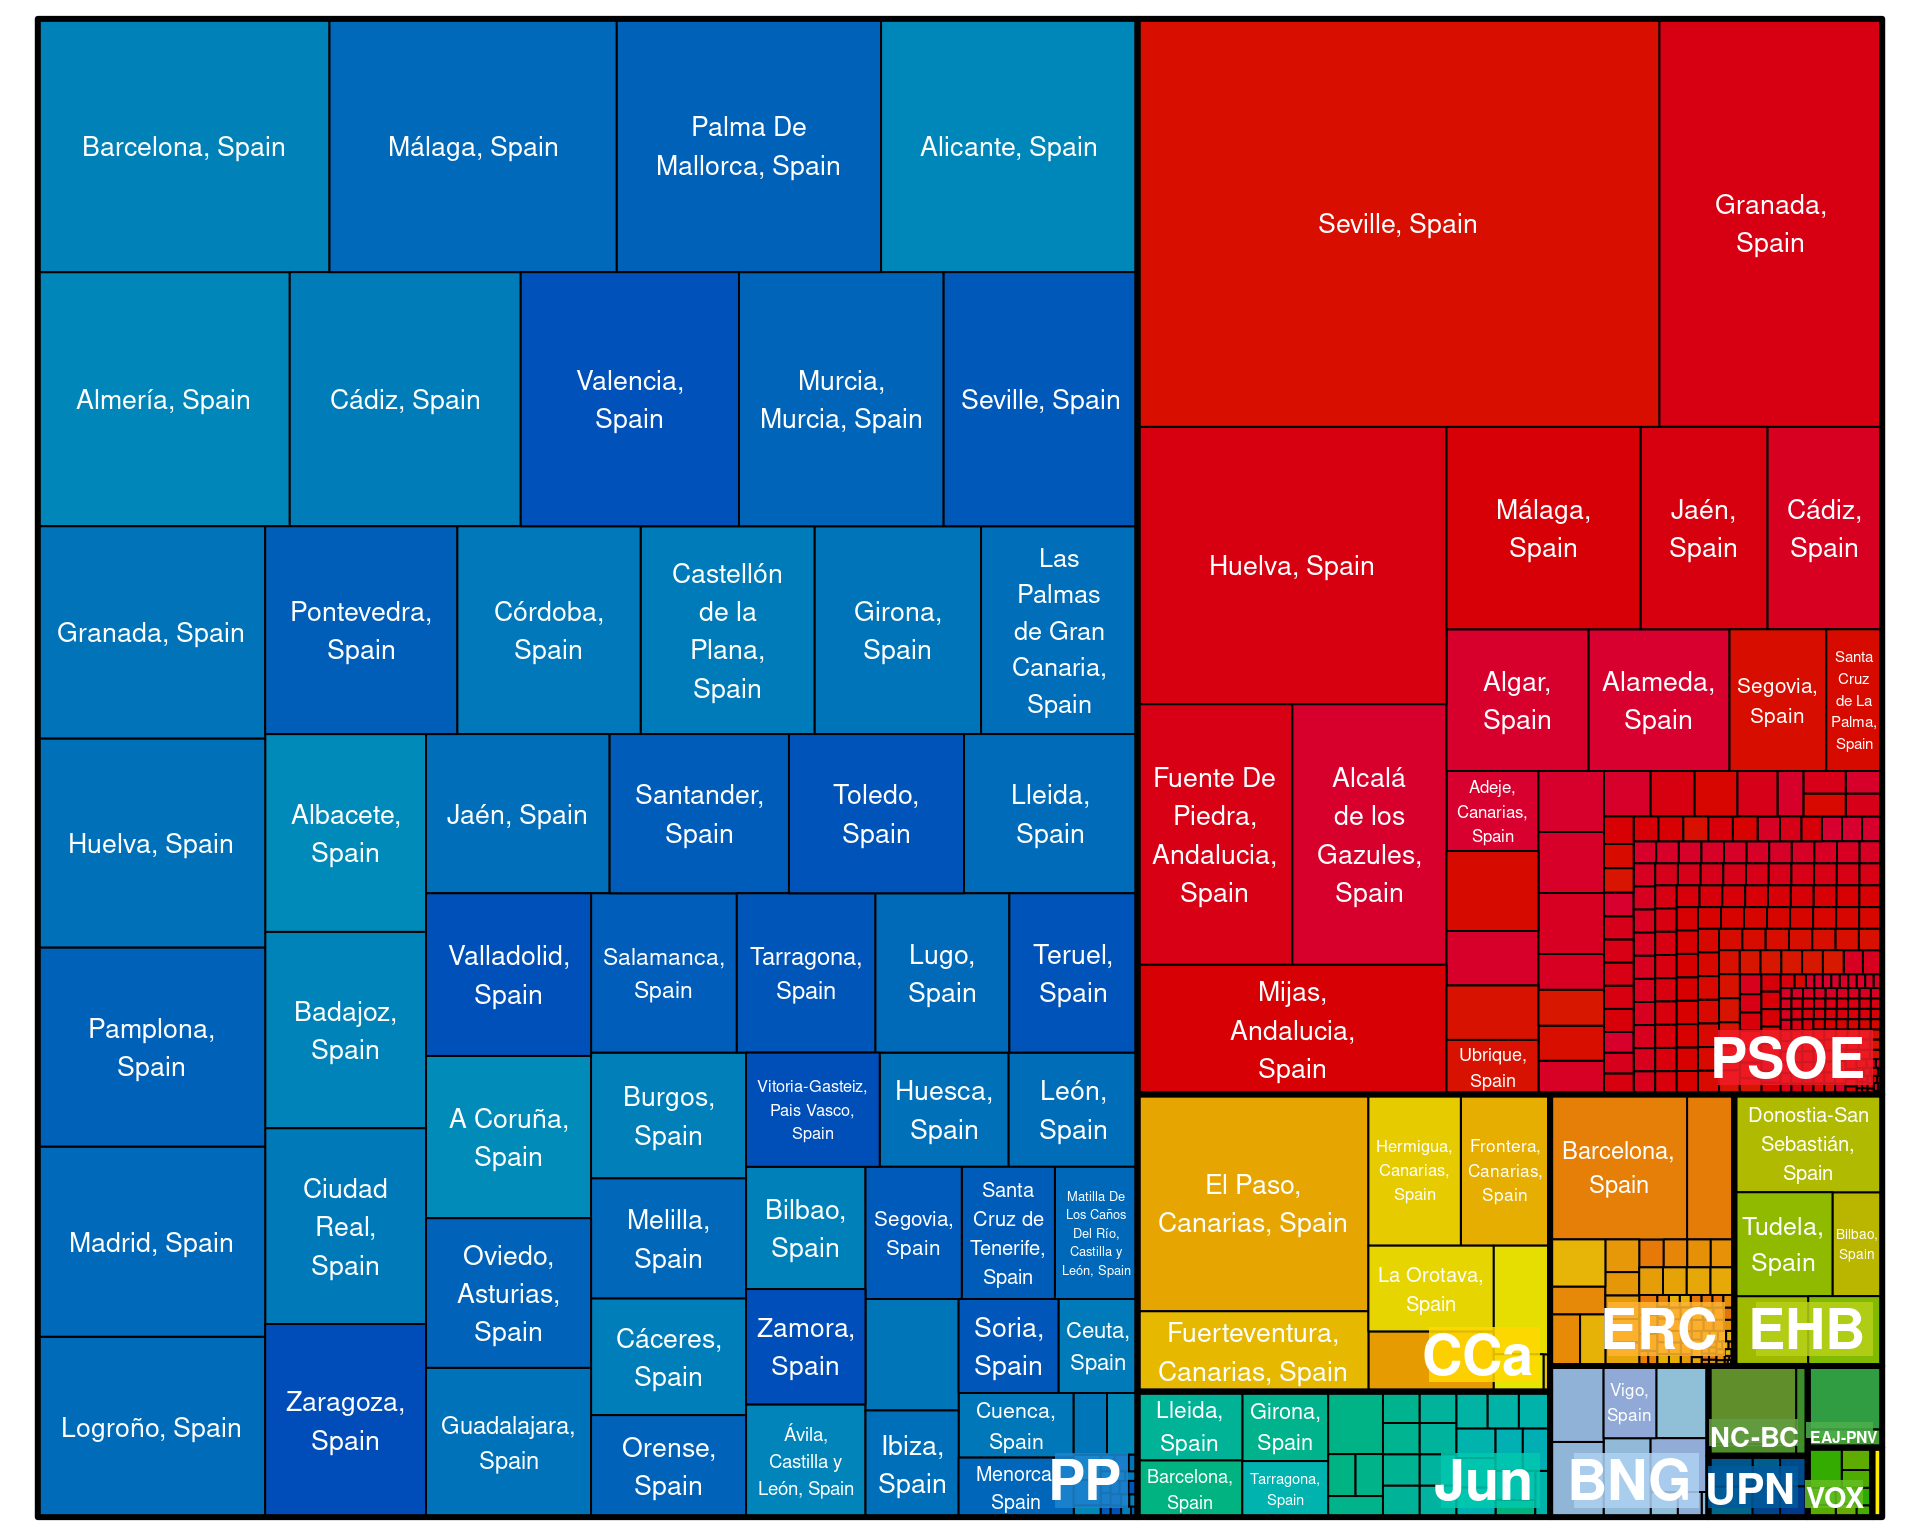 Barcelona, Spain
Málaga, Spain
Palma De
Mallorca, Spain
Alicante, Spain
Almería, Spain
Cádiz, Spain
Valencia,
Spain
Murcia,
Murcia, Spain
Seville, Spain
Granada, Spain
Pontevedra,
Spain
Córdoba,
Spain
Castellón
de la
Plana,
Spain
Girona,
Spain
Las
Palmas
de Gran
Canaria,
Spain
Huelva, Spain
Albacete,
Spain
Jaén, Spain
Santander,
Spain
Toledo,
Spain
Lleida,
Spain
Pamplona,
Spain
Badajoz,
Spain
Valladolid,
Spain
Salamanca,
Spain
Tarragona,
Spain
Lugo,
Spain
Teruel,
Spain
A Coruña,
Spain
Burgos,
Spain
Vitoria-Gasteiz,
Pais Vasco,
Spain
Huesca,
Spain
León,
Spain
Madrid, Spain
Ciudad
Real,
Spain
Oviedo,
Asturias,
Spain
Melilla,
Spain
Bilbao,
Spain
Segovia,
Spain
Santa
Cruz de
Tenerife,
Spain
Matilla De
Los Caños
Del Río,
Castilla y
León, Spain
Logroño, Spain
Zaragoza,
Spain
Guadalajara,
Spain
Cáceres,
Spain
Orense,
Spain
Zamora,
Spain
Ávila,
Castilla y
León, Spain
Ibiza,
Spain
Soria,
Spain
Ceuta,
Spain
Cuenca,
Spain
Menorca
Spain
PP
Seville, Spain
Granada,
Spain
Huelva, Spain
Málaga,
Spain
Jaén,
Spain
Cádiz,
Spain
Algar,
Spain
Alameda,
Spain
Segovia,
Spain
Santa
Cruz
de La
Palma,
Spain
Fuente De
Piedra,
Andalucia,
Spain
Alcalá
de los
Gazules,
Spain
Adeje,
Canarias,
Spain
Mijas,
Andalucia,
Spain
Ubrique,
Spain
PSOE
El Paso,
Canarias, Spain
Hermigua,
Canarias,
Spain
Frontera,
Canarias,
Spain
La Orotava,
Spain
Fuerteventura,
Canarias, Spain
CCa
Barcelona,
Spain
ERC
Donostia-San
Sebastián,
Spain
Tudela,
Spain
Bilbao,
Spain
EHB
Lleida,
Spain
Girona,
Spain
Barcelona,
Spain
Tarragona,
Spain
Jun
Vigo,
Spain
BNG
NC-BC
EAJ-PNV
UPN
VOX